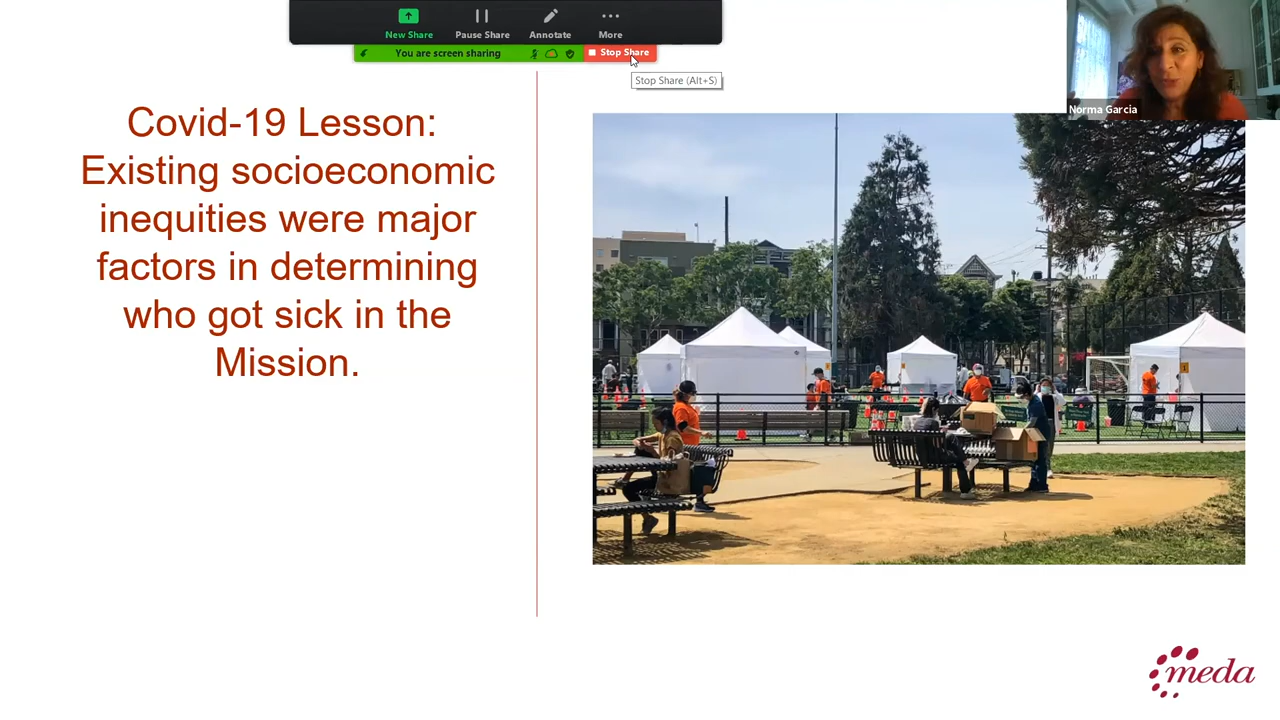 New Share
Pause Share
Annotate
More
You are screen sharing
Stop Share
Stop Share (Alt+S)
Norma Garcia
Covid-19 Lesson:
Existing socioeconomic
inequities were major
factors in determining
who got sick in the
Mission.
meda